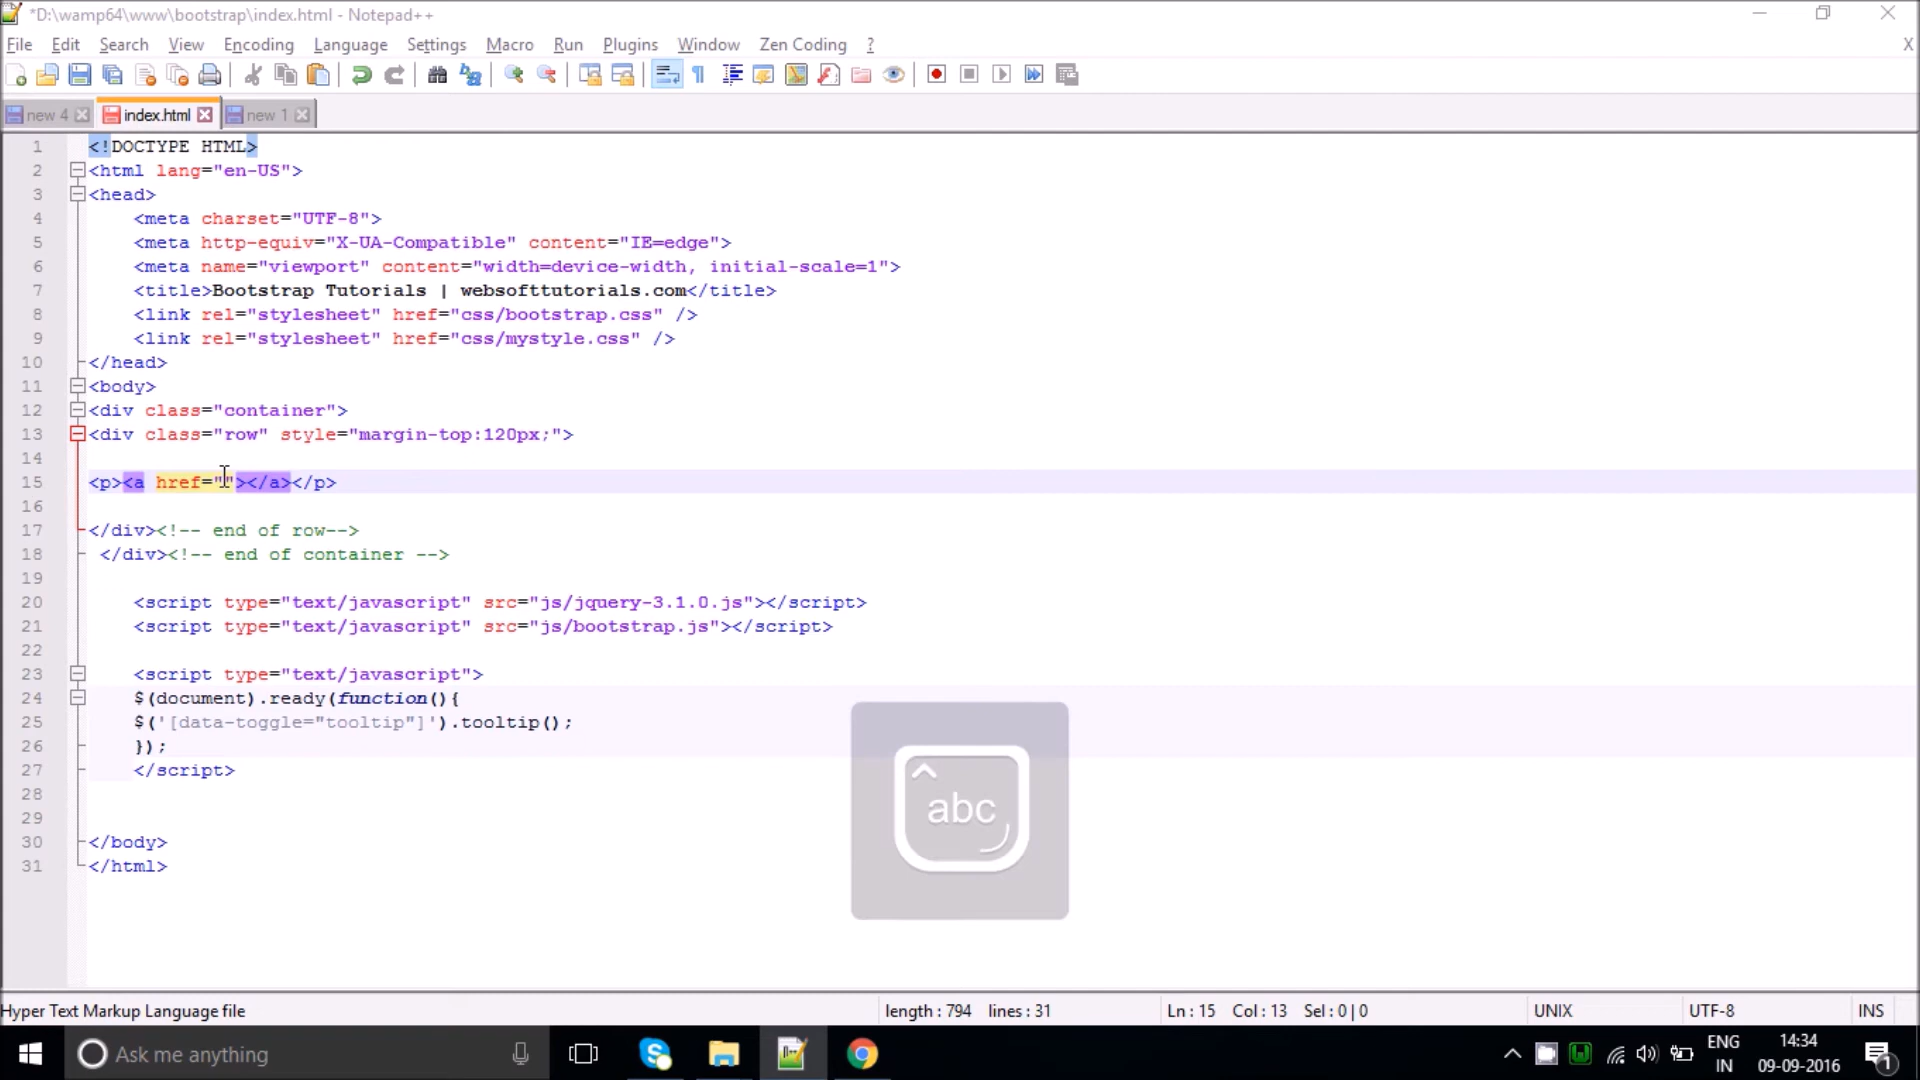 *D:\wamp64\www\bootstrap\index.html - Notepad++
File Edit Search View Encoding Language Settings Macro Run Plugins Window Zen Coding ? X
new 4 index.html new 1
1 <!DOCTYPE HTML>
2 <html lang="en-US">
3 <head>
4 <meta charset="UTF-8">
5 <meta http-equiv="X-UA-Compatible" content="IE=edge">
6 <meta name="viewport" content="width=device-width, initial-scale=1">
7 <title>Bootstrap Tutorials | websofttutorials.com</title>
8 <link rel="stylesheet" href="css/bootstrap.css" />
9 <link rel="stylesheet" href="css/mystyle.css" />
10 </head>
11 <body>
12 <div class="container">
13 <div class="row" style="margin-top:120px;">
14
15 <p><a href=""></a></p>
16
17 </div><!-- end of row-->
18 </div><!-- end of container -->
19
20 <script type="text/javascript" src="js/jquery-3.1.0.js"></script>
21 <script type="text/javascript" src="js/bootstrap.js"></script>
22
23 <script type="text/javascript">
24 $(document).ready(function(){
25 $('[data-toggle="tooltip"]').tooltip();
26 });
27 </script>
28
29
30 </body>
31 </html>
abc
Hyper Text Markup Language file length : 794 lines : 31 Ln : 15 Col : 13 Sel : 0 | 0 UNIX UTF-8 INS
Ask me anything ENG 14:34
IN 09-09-2016 1